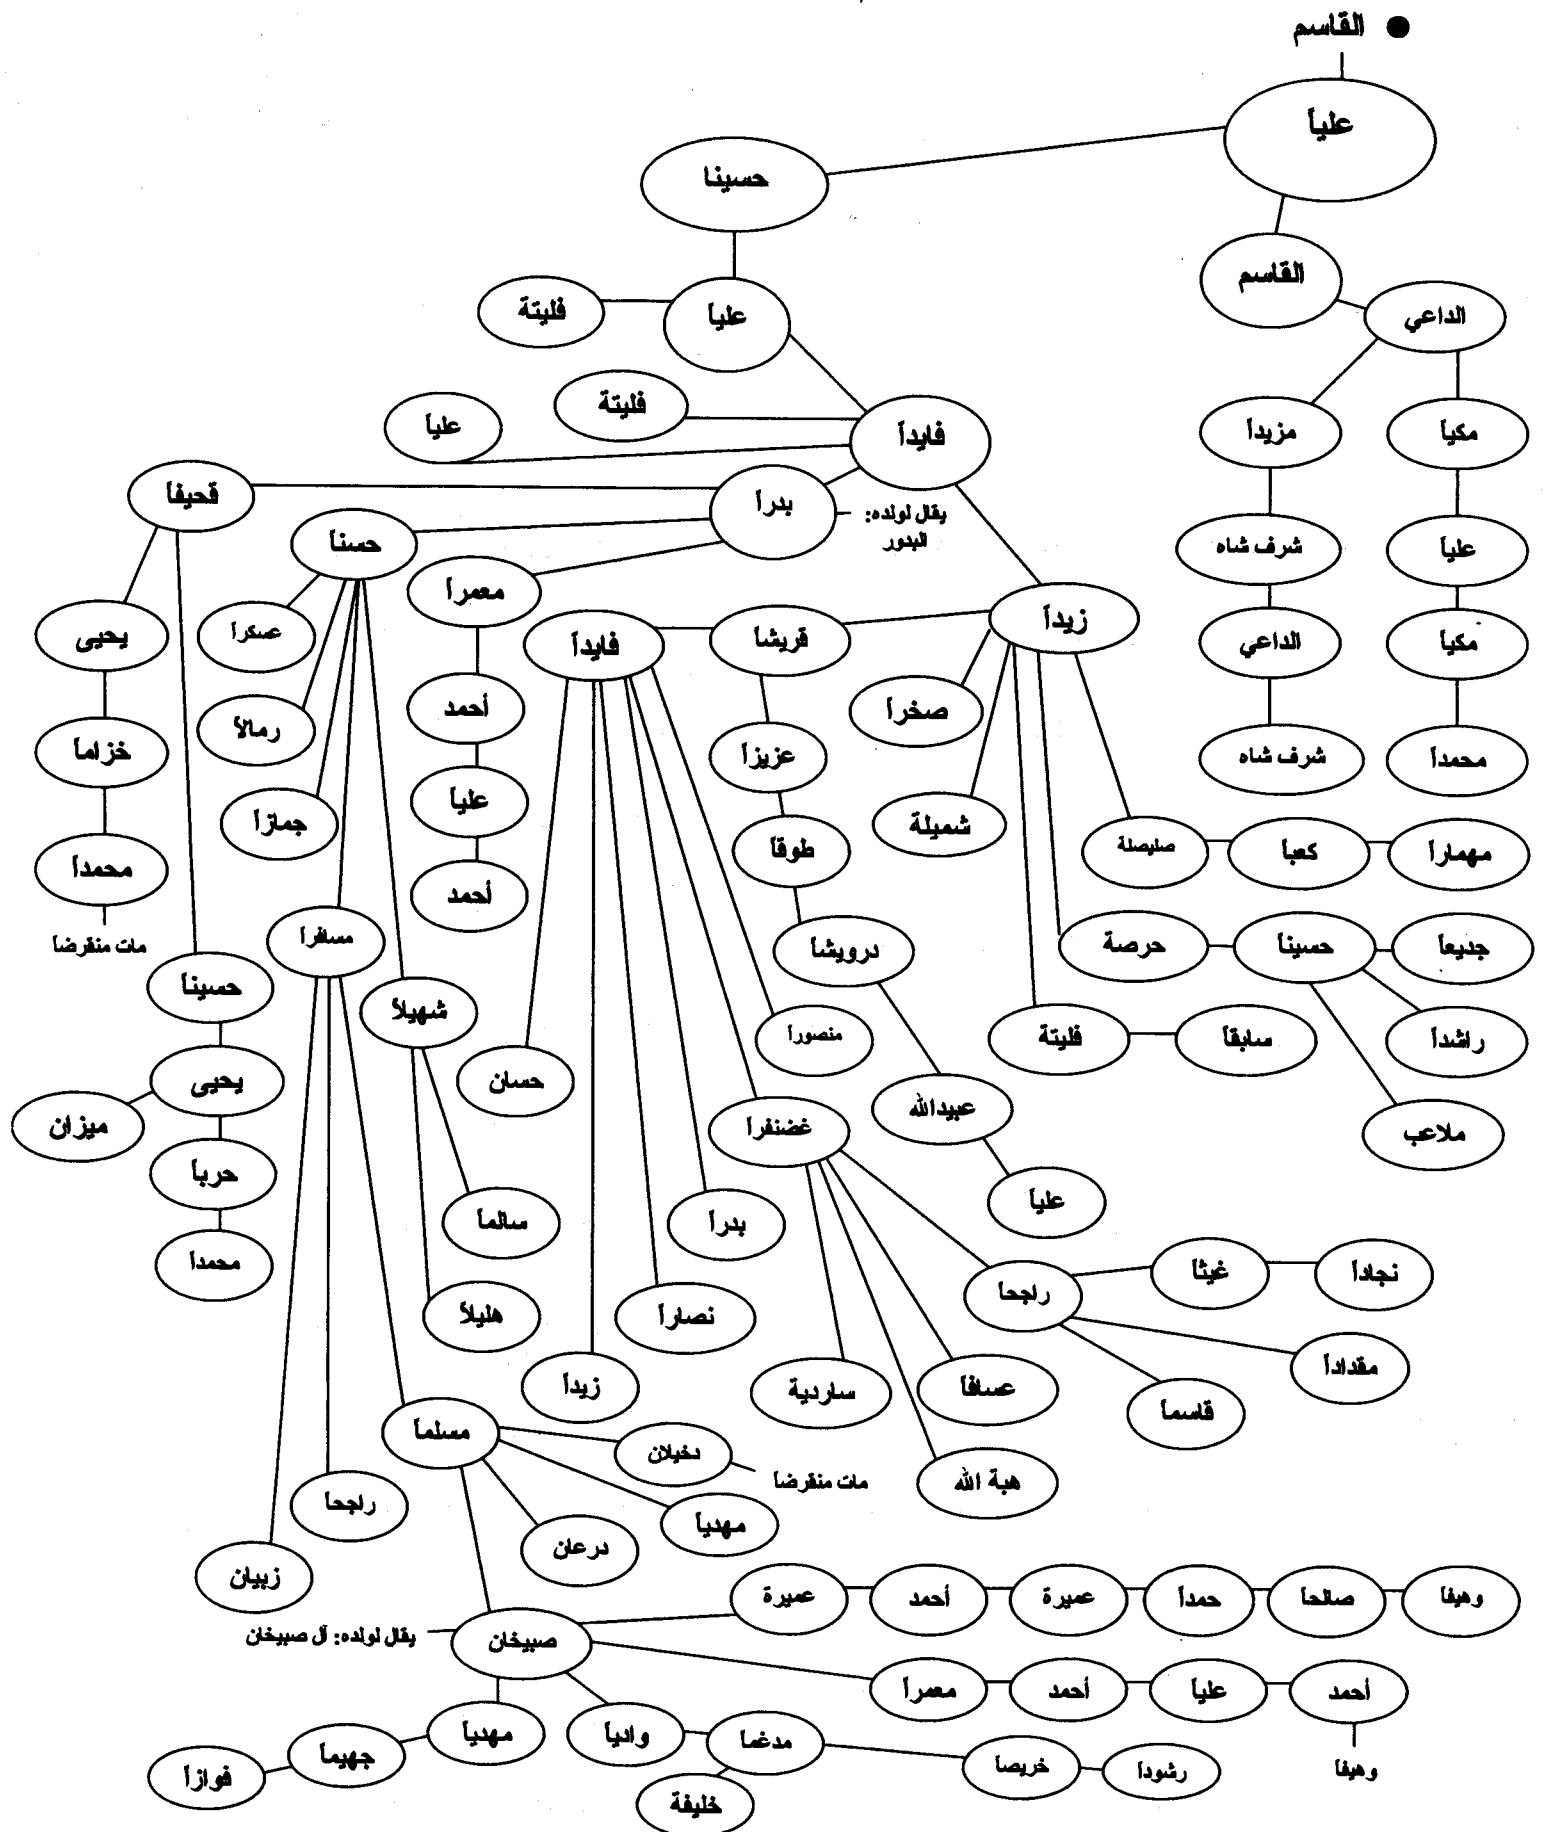 ● القاسم
علياً
حسينا
القاسم
الداعي
علياً
فليتة
فليتة
علياً
فايداً
مزيداً
مكياً
قحيفاً
بدراً
يقال لولده:
البدور
حسناً
معمراً
شرف شاه
علياً
يحيى
عسكراً
فايداً
قريشاً
زيداً
الداعي
مكياً
خزاماً
رمالاً
أحمد
عزيزاً
صخراً
شرف شاه
محمداً
جمازاً
علياً
طوقاً
شميلة
صليصلة
كعباً
مهماراً
محمداً
أحمد
مات منقرضاً
مسافراً
درويشاً
حرصة
حسيناً
جديعاً
حسيناً
شهيلاً
منصوراً
فليتة
سابقاً
راشداً
يحيى
ميزان
حسان
غضنفراً
عبيدالله
ملاعب
حرباً
سالماً
بدراً
علياً
محمداً
هليلاً
نصاراً
راجحاً
غيثاً
نجاداً
زيداً
ساردية
عسافاً
قاسماً
مقداداً
مسلماً
دخيلان
مات منقرضاً
هبة الله
راجحاً
مهدياً
درعان
زبيان
عميرة
أحمد
عميرة
حمداً
صالحاً
وهيفا
يقال لولده: آل صبيخان
صبيخان
معمراً
أحمد
علياً
أحمد
وهيفا
مهدياً
جهيماً
فوازاً
وادياً
مدغما
خريصا
رشودا
خليفة